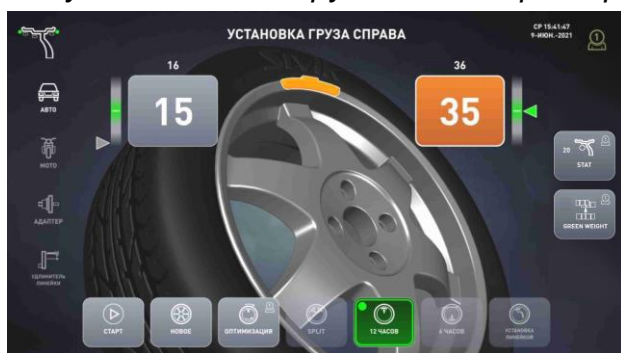 УСТАНОВКА ГРУЗА СПРАВА
СР 15:41:47
9-ИЮН.-2021
1
16
36
15
35
АВТО
МОТО
АДАПТЕР
УДЛИНИТЕЛЬ
ЛИНЕЙКИ
20
STAT
GREEN WEIGHT
СТАРТ
НОВОЕ
ОПТИМИЗАЦИЯ
SPLIT
12 ЧАСОВ
6 ЧАСОВ
УСТАНОВКА
ЛИНЕЙКОЙ